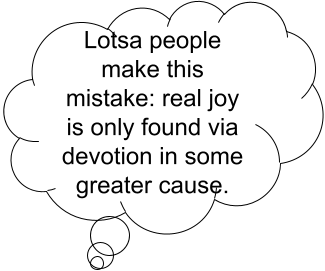 Lotsa people
make this
mistake: real joy
is only found via
devotion in some
greater cause.